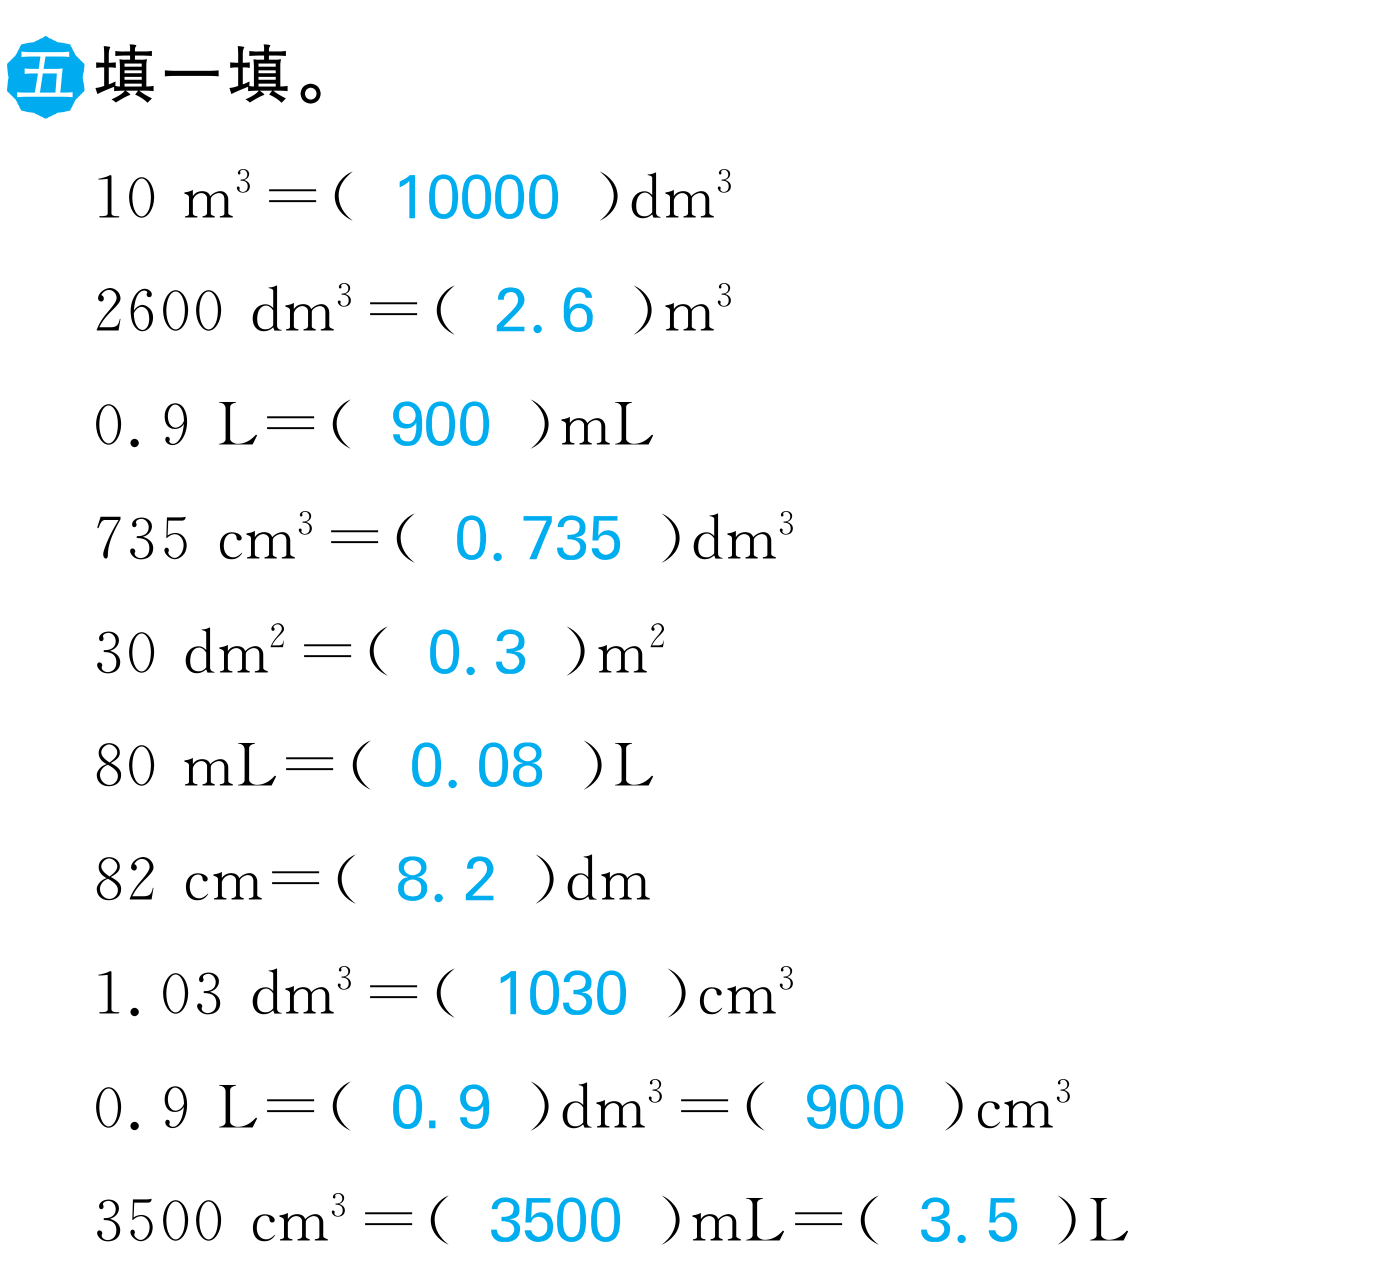 五 填一填。
10 m³=( 10000 )dm³
2600 dm³=( 2.6 )m³
0.9 L=( 900 )mL
735 cm³=( 0.735 )dm³
30 dm²=( 0.3 )m²
80 mL=( 0.08 )L
82 cm=( 8.2 )dm
1.03 dm³=( 1030 )cm³
0.9 L=( 0.9 )dm³=( 900 )cm³
3500 cm³=( 3500 )mL=( 3.5 )L